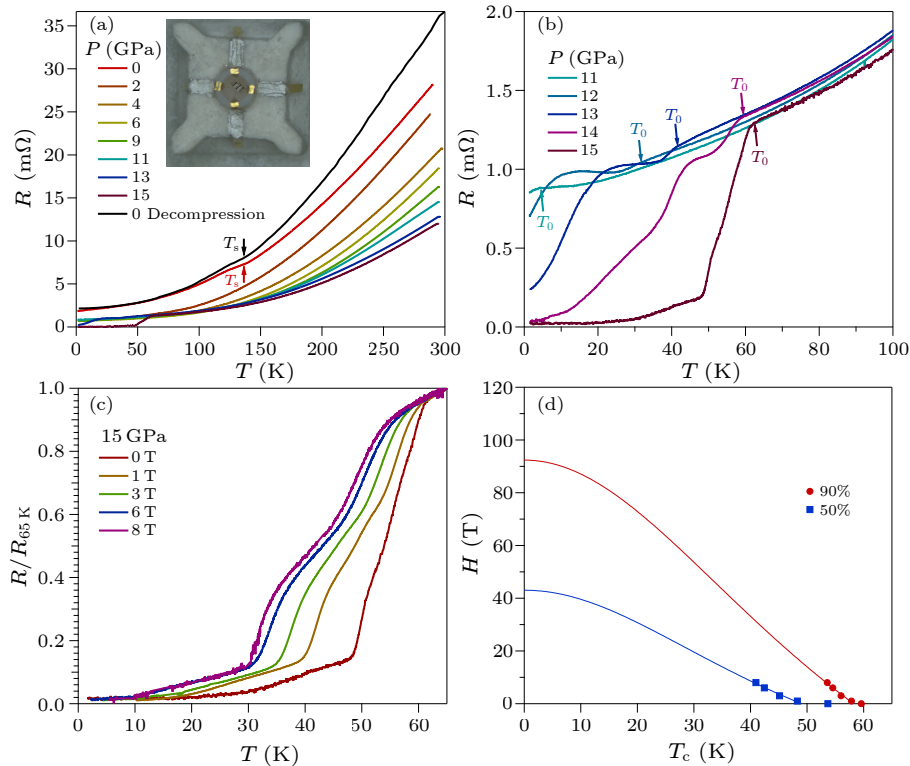 (a)
P (GPa)
0
2
4
6
9
11
13
15
0 Decompression
T_s
T_s
R (mΩ)
35
30
25
20
15
10
5
0
0 50 100 150 200 250 300
T (K)
(b)
P (GPa)
11
12
13
14
15
T_0
T_0
T_0
T_0
T_0
R (mΩ)
2.0
1.5
1.0
0.5
0.0
0 20 40 60 80 100
T (K)
(c)
15 GPa
0 T
1 T
3 T
6 T
8 T
R/R_{65 K}
1.0
0.8
0.6
0.4
0.2
0.0
0 10 20 30 40 50 60
T (K)
(d)
90%
50%
H (T)
120
100
80
60
40
20
0
0 10 20 30 40 50 60
T_c (K)